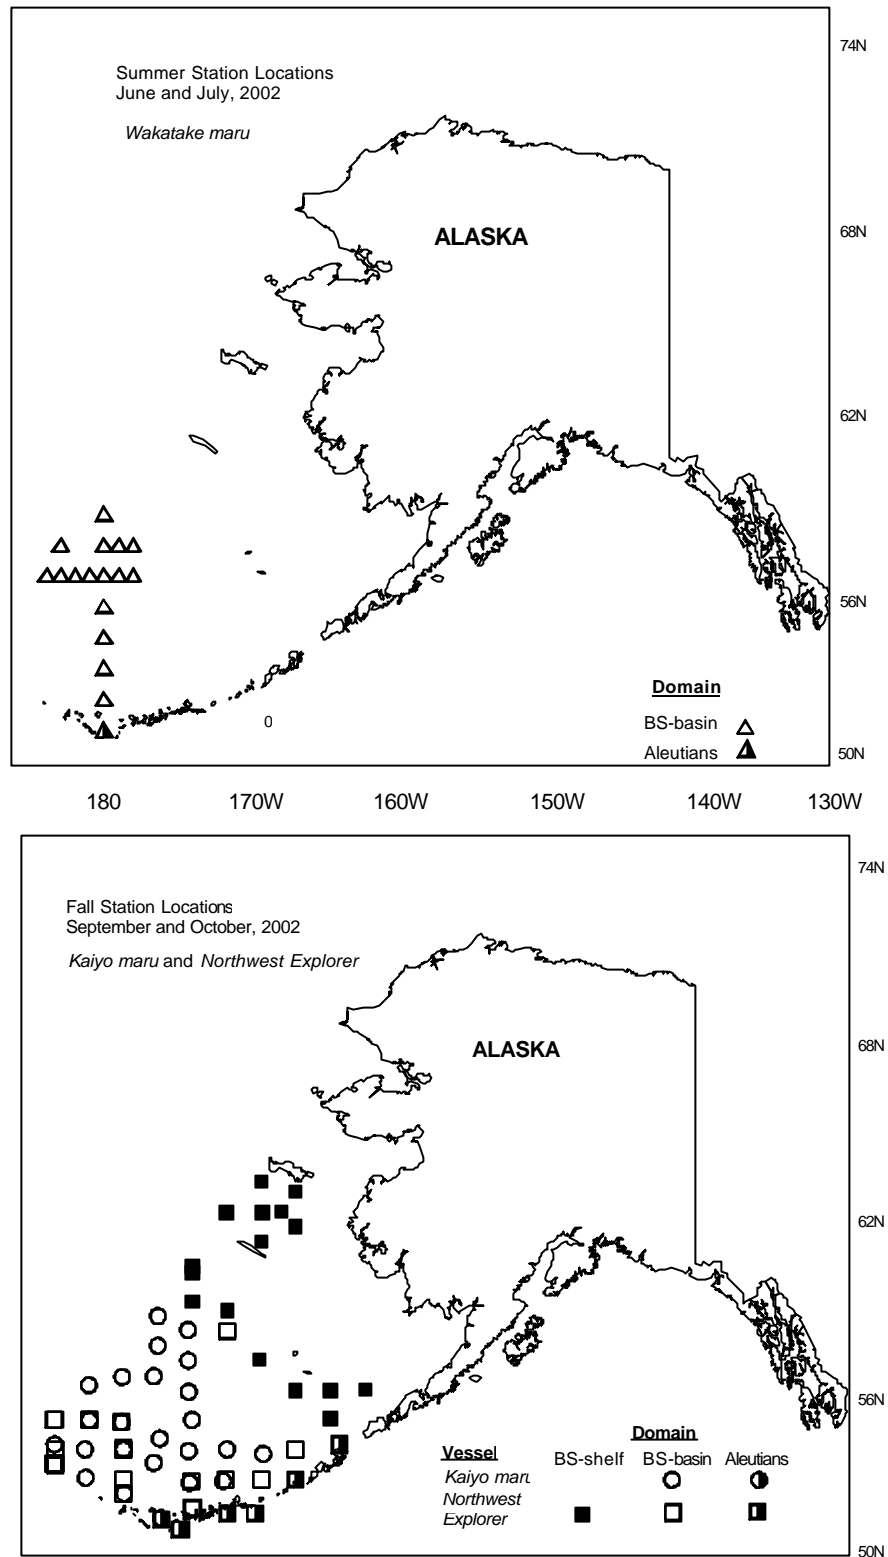 74N
Summer Station Locations
June and July, 2002
Wakatake maru
ALASKA
68N
62N
56N
Domain
BS-basin
Aleutians
50N
180 170W 160W 150W 140W 130W
74N
Fall Station Locations
September and October, 2002
Kaiyo maru and Northwest Explorer
68N
ALASKA
62N
56N
Domain
Vessel BS-shelf BS-basin Aleutians
Kaiyo maru
Northwest
Explorer
50N